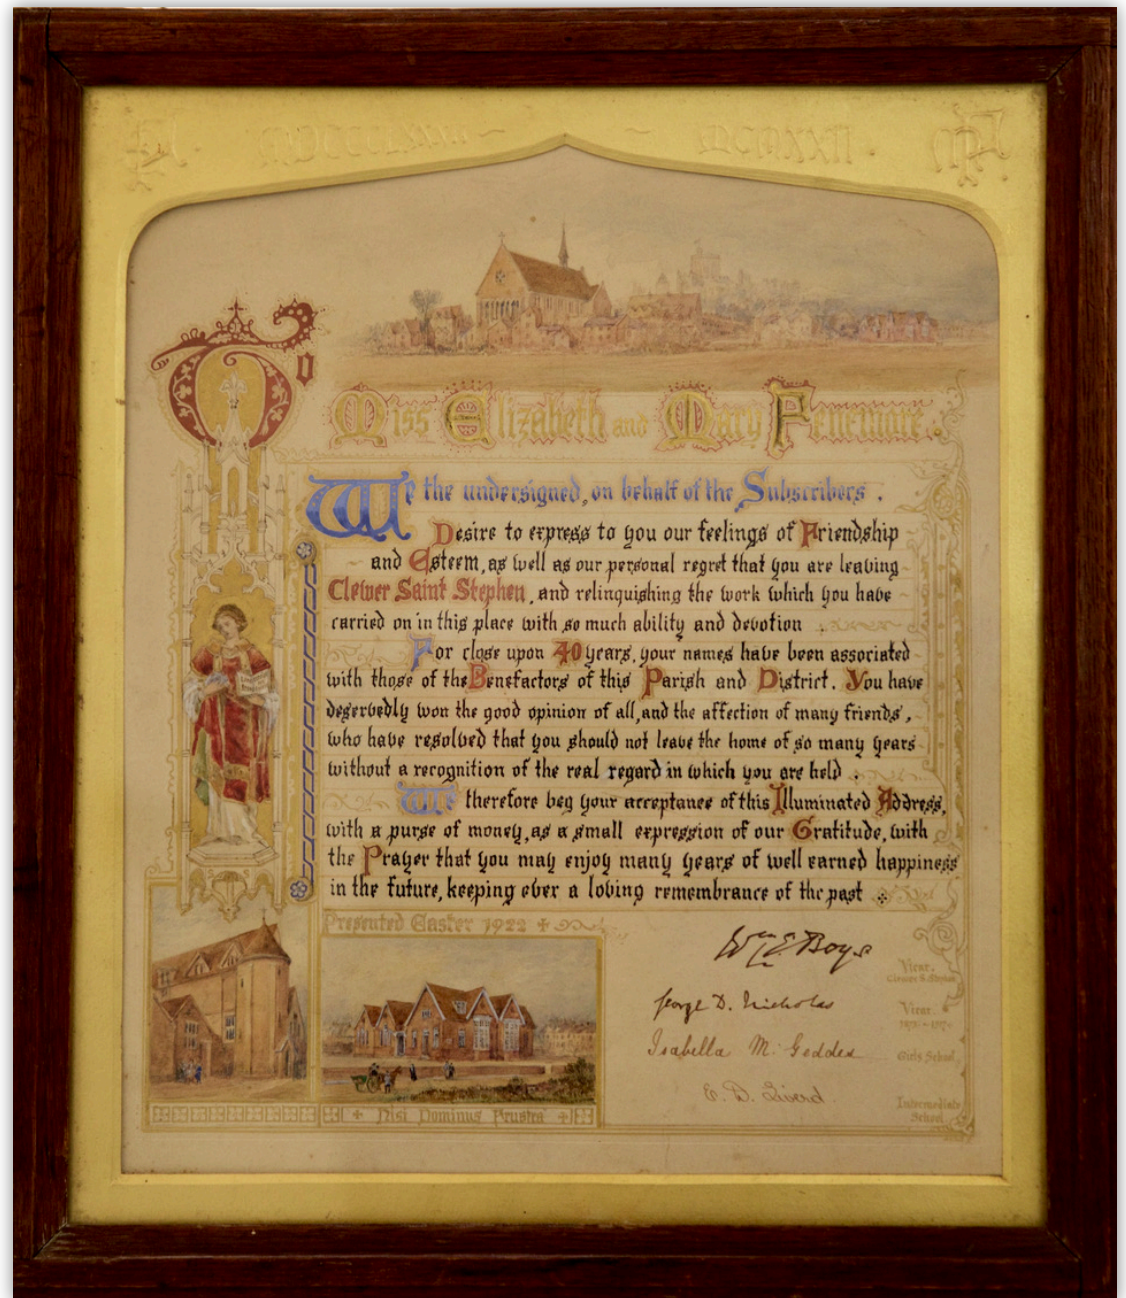 MDCCCLXXXIII MCMXXII
To
Miss Elizabeth and Mary Fenemore.
We the undersigned, on behalf of the Subscribers.
Desire to express to you our feelings of Friendship
and Esteem, as well as our personal regret that you are leaving
Clewer Saint Stephen, and relinquishing the work which you have
carried on in this place with so much ability and devotion
For close upon 40 years, your names have been associated
with those of the Benefactors of this Parish and District. You have
deservedly won the good opinion of all, and the affection of many friends,
who have resolved that you should not leave the home of so many years
without a recognition of the real regard in which you are held.
We therefore beg your acceptance of this Illuminated Address,
with a purse of money, as a small expression of our Gratitude, with
the Prayer that you may enjoy many years of well earned happiness
in the future, keeping ever a loving remembrance of the past
Presented Easter 1922
Wm E. Boys
Vicar.
Clewer S. Stephen
George D. Nicholas
Vicar.
Isabella M. Geddes
Girls School
E. D.
Intermediate
School
Nisi Dominus Frustra